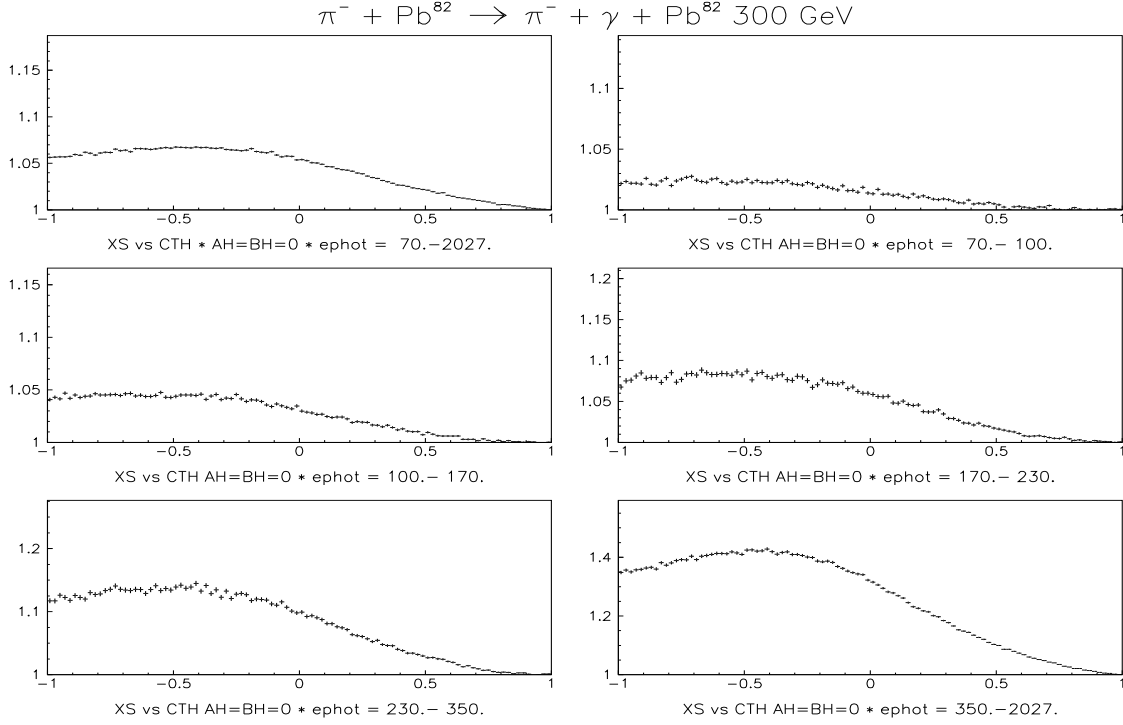 π⁻ + Pb⁸² → π⁻ + γ + Pb⁸² 300 GeV
1.15
1.1
1.05
1
−1 −0.5 0 0.5 1
XS vs CTH * AH=BH=0 * ephot = 70.−2027.
1.1
1.05
1
−1 −0.5 0 0.5 1
XS vs CTH AH=BH=0 * ephot = 70.− 100.
1.15
1.1
1.05
1
−1 −0.5 0 0.5 1
XS vs CTH AH=BH=0 * ephot = 100.− 170.
1.2
1.15
1.1
1.05
1
−1 −0.5 0 0.5 1
XS vs CTH AH=BH=0 * ephot = 170.− 230.
1.2
1.1
1
−1 −0.5 0 0.5 1
XS vs CTH AH=BH=0 * ephot = 230.− 350.
1.4
1.2
1
−1 −0.5 0 0.5 1
XS vs CTH AH=BH=0 * ephot = 350.−2027.